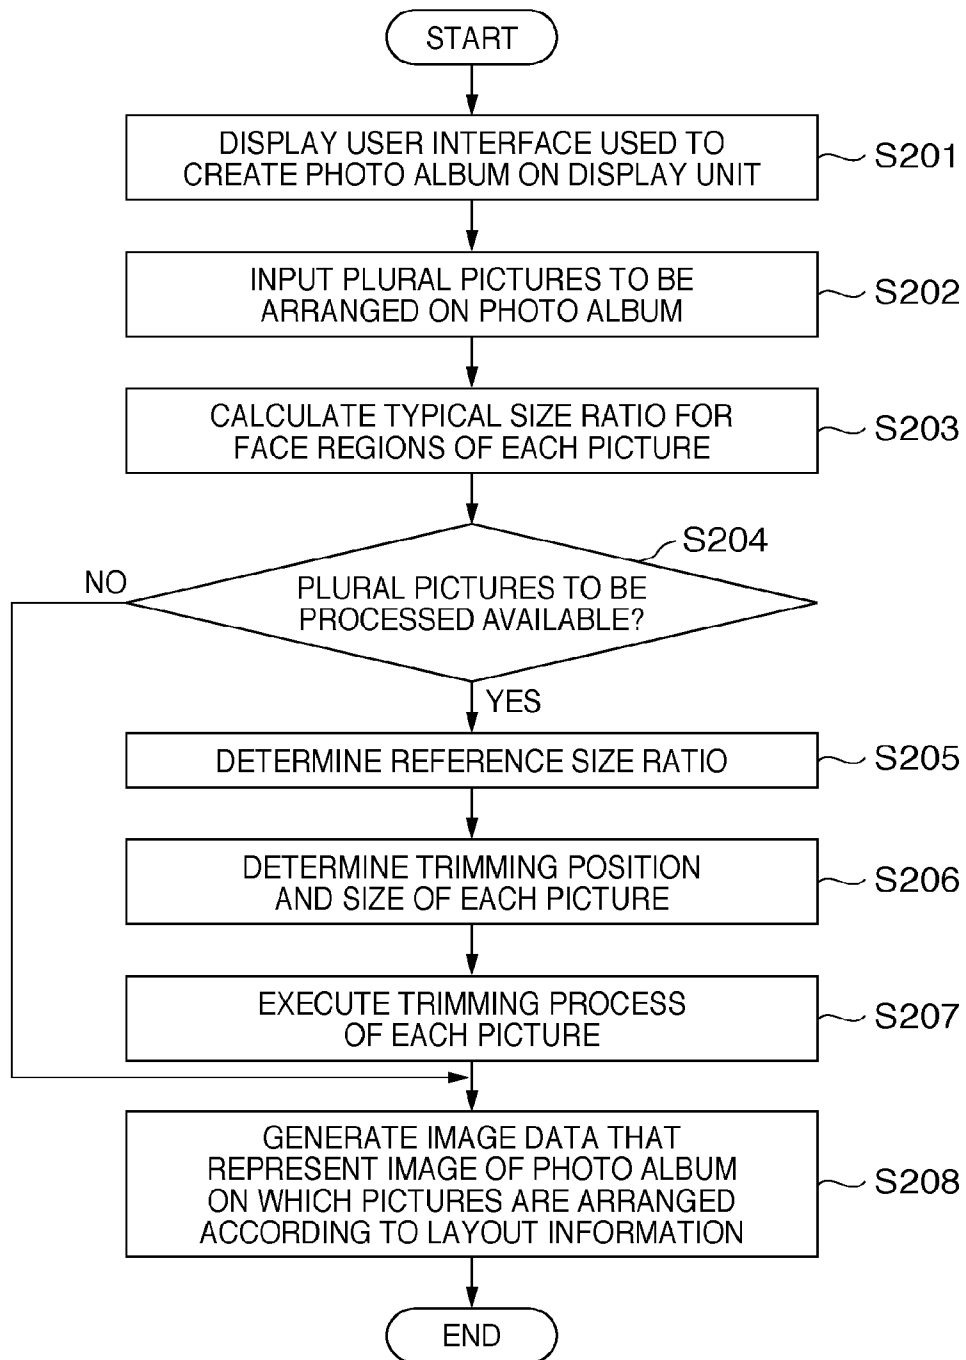 START
DISPLAY USER INTERFACE USED TO
CREATE PHOTO ALBUM ON DISPLAY UNIT
S201
INPUT PLURAL PICTURES TO BE
ARRANGED ON PHOTO ALBUM
S202
CALCULATE TYPICAL SIZE RATIO FOR
FACE REGIONS OF EACH PICTURE
S203
S204
NO
PLURAL PICTURES TO BE
PROCESSED AVAILABLE?
YES
DETERMINE REFERENCE SIZE RATIO
S205
DETERMINE TRIMMING POSITION
AND SIZE OF EACH PICTURE
S206
EXECUTE TRIMMING PROCESS
OF EACH PICTURE
S207
GENERATE IMAGE DATA THAT
REPRESENT IMAGE OF PHOTO ALBUM
ON WHICH PICTURES ARE ARRANGED
ACCORDING TO LAYOUT INFORMATION
S208
END